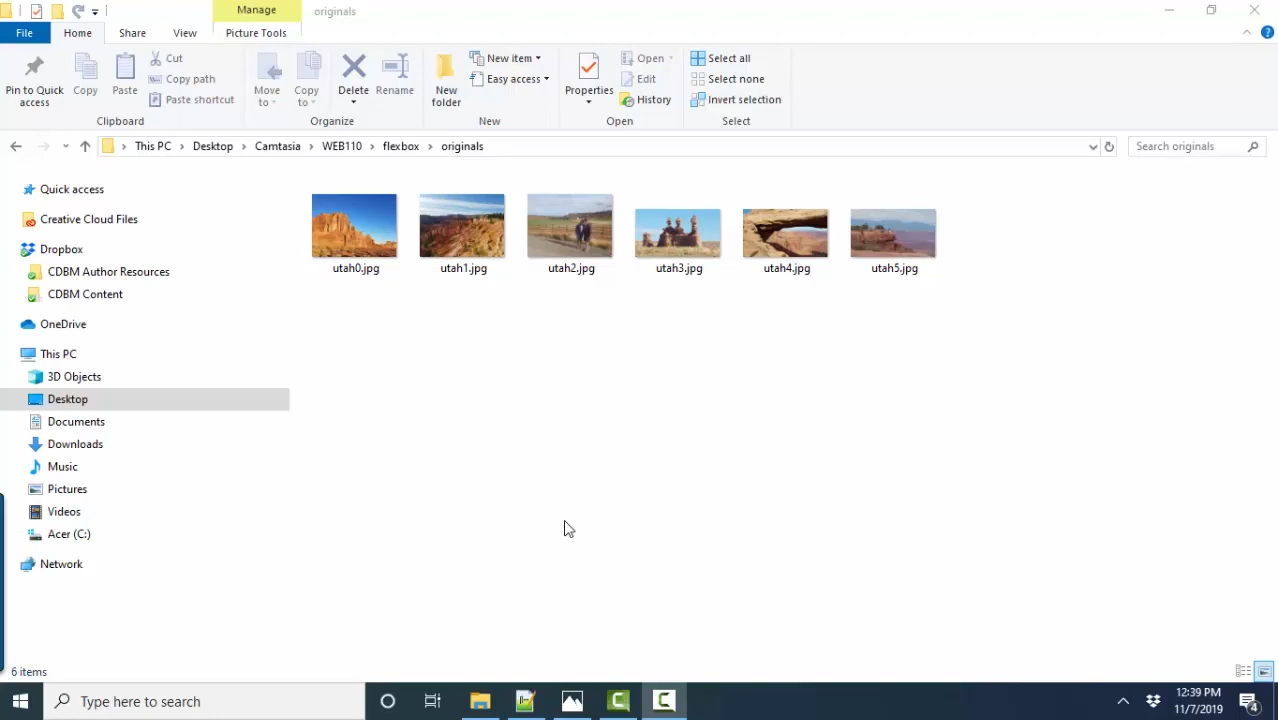 Manage
originals
File
Home
Share
View
Picture Tools
Pin to Quick
access
Copy
Paste
Cut
Copy path
Paste shortcut
Clipboard
Move
to
Copy
to
Delete
Rename
Organize
New
folder
New item
Easy access
New
Properties
Open
Edit
History
Open
Select all
Select none
Invert selection
Select
This PC
Desktop
Camtasia
WEB110
flexbox
originals
Search originals
Quick access
Creative Cloud Files
Dropbox
CDBM Author Resources
CDBM Content
OneDrive
This PC
3D Objects
Desktop
Documents
Downloads
Music
Pictures
Videos
Acer (C:)
Network
utah0.jpg
utah1.jpg
utah2.jpg
utah3.jpg
utah4.jpg
utah5.jpg
6 items
Type here to search
12:39 PM
11/7/2019
4